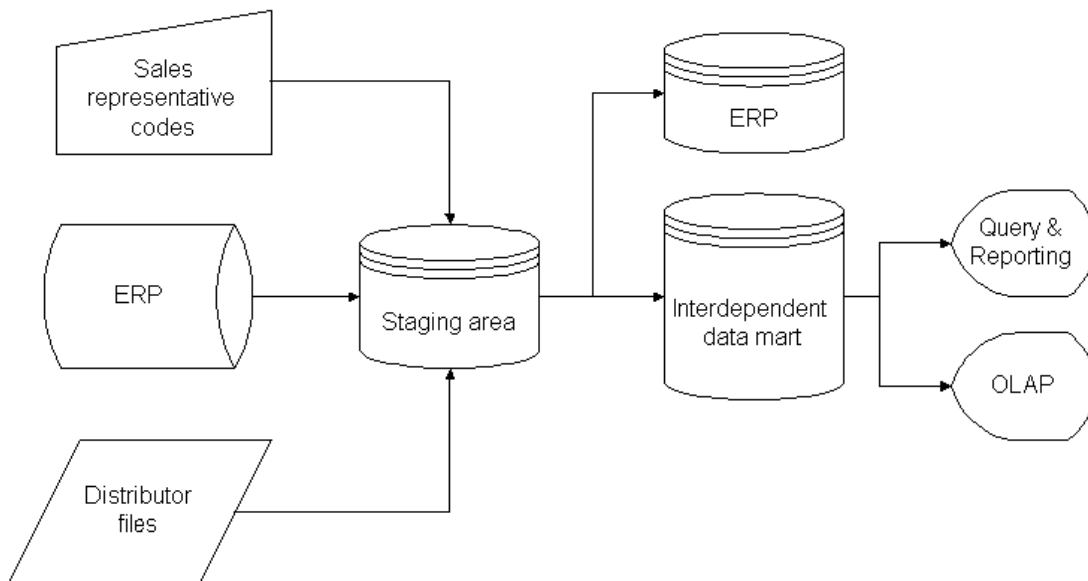 Sales
representative
codes
ERP
Distributor
files
Staging area
ERP
Interdependent
data mart
Query &
Reporting
OLAP